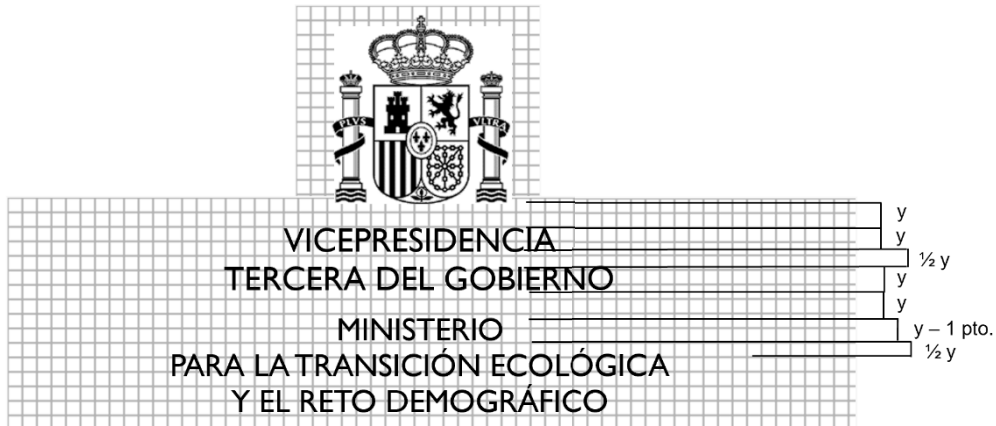 PLVS VLTRA
VICEPRESIDENCIA
TERCERA DEL GOBIERNO
MINISTERIO
PARA LA TRANSICIÓN ECOLÓGICA
Y EL RETO DEMOGRÁFICO
y
y
½ y
y
y
y – 1 pto.
½ y